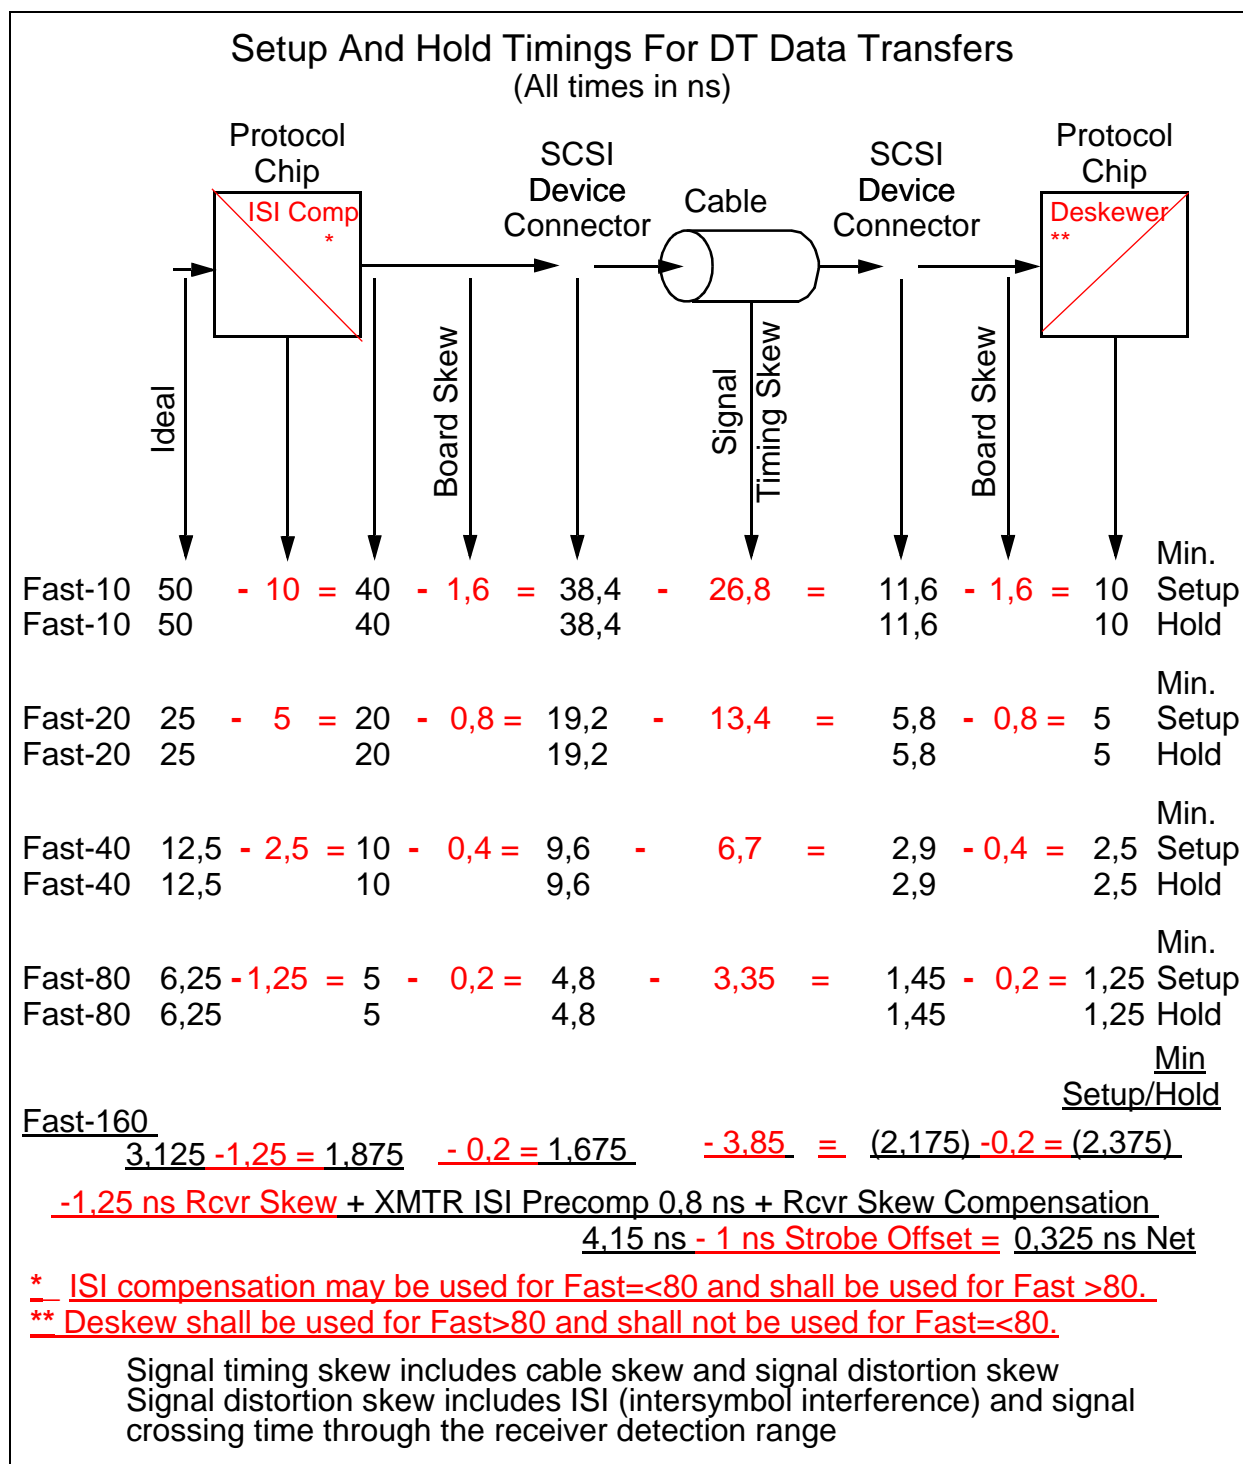 Setup And Hold Timings For DT Data Transfers
(All times in ns)
Protocol
Chip
SCSI
Device
Connector
Cable
SCSI
Device
Connector
Protocol
Chip
ISI Comp
*
Deskewer
**
Ideal
Board Skew
Signal
Timing Skew
Board Skew
Min.
Fast-10 50 - 10 = 40 - 1,6 = 38,4 - 26,8 = 11,6 - 1,6 = 10 Setup
Fast-10 50 40 38,4 11,6 10 Hold
Min.
Fast-20 25 - 5 = 20 - 0,8 = 19,2 - 13,4 = 5,8 - 0,8 = 5 Setup
Fast-20 25 20 19,2 5,8 5 Hold
Min.
Fast-40 12,5 - 2,5 = 10 - 0,4 = 9,6 - 6,7 = 2,9 - 0,4 = 2,5 Setup
Fast-40 12,5 10 9,6 2,9 2,5 Hold
Min.
Fast-80 6,25 - 1,25 = 5 - 0,2 = 4,8 - 3,35 = 1,45 - 0,2 = 1,25 Setup
Fast-80 6,25 5 4,8 1,45 1,25 Hold
Min
Setup/Hold
Fast-160
3,125 -1,25 = 1,875 - 0,2 = 1,675 - 3,85 = (2,175) -0,2 = (2,375)
-1,25 ns Rcvr Skew + XMTR ISI Precomp 0,8 ns + Rcvr Skew Compensation
4,15 ns - 1 ns Strobe Offset = 0,325 ns Net
* ISI compensation may be used for Fast=<80 and shall be used for Fast >80.
** Deskew shall be used for Fast>80 and shall not be used for Fast=<80.
Signal timing skew includes cable skew and signal distortion skew
Signal distortion skew includes ISI (intersymbol interference) and signal
crossing time through the receiver detection range